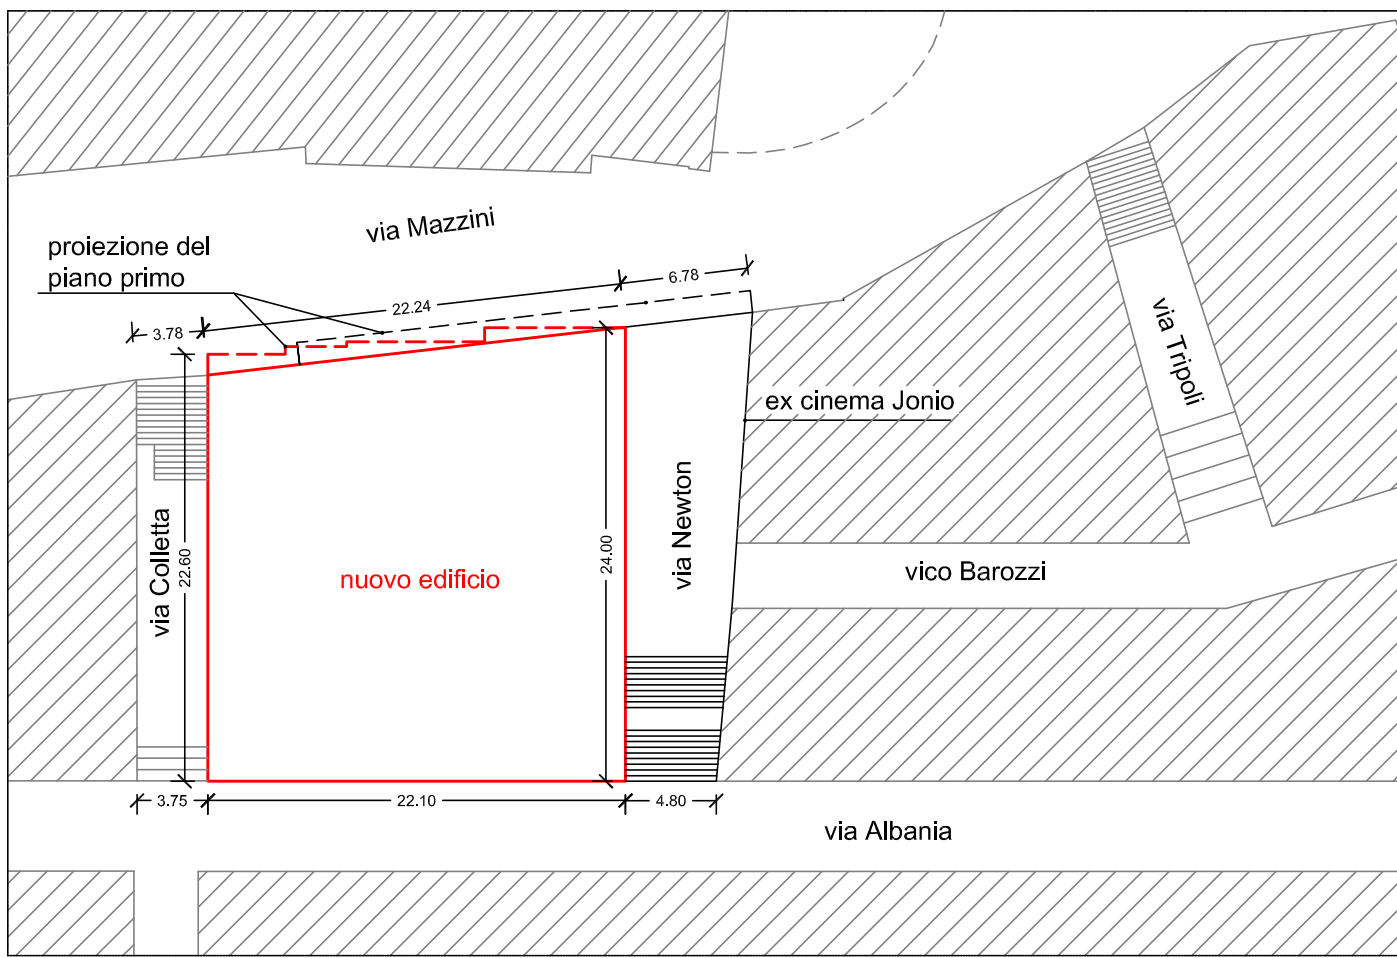 via Mazzini
proiezione del
piano primo
6.78
22.24
3.78
via Tripoli
ex cinema Jonio
via Newton
via Colletta
22.60
24.00
nuovo edificio
vico Barozzi
3.75
22.10
4.80
via Albania